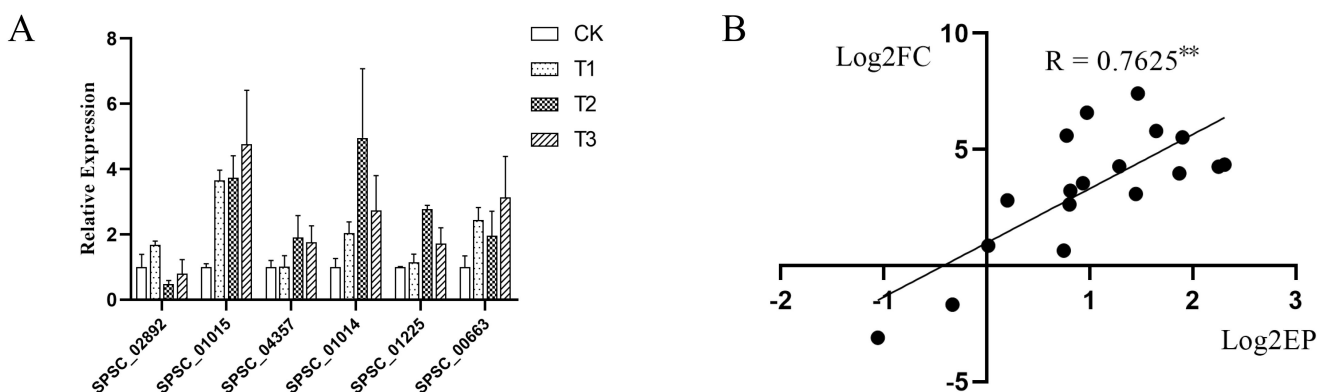 A
8
6
4
2
0
Relative Expression
SPSC_02892
SPSC_01015
SPSC_04357
SPSC_01014
SPSC_01225
SPSC_00663
CK
T1
T2
T3
B
Log2FC
R = 0.7625**
10
5
-5
-2
-1
1
2
3
Log2EP